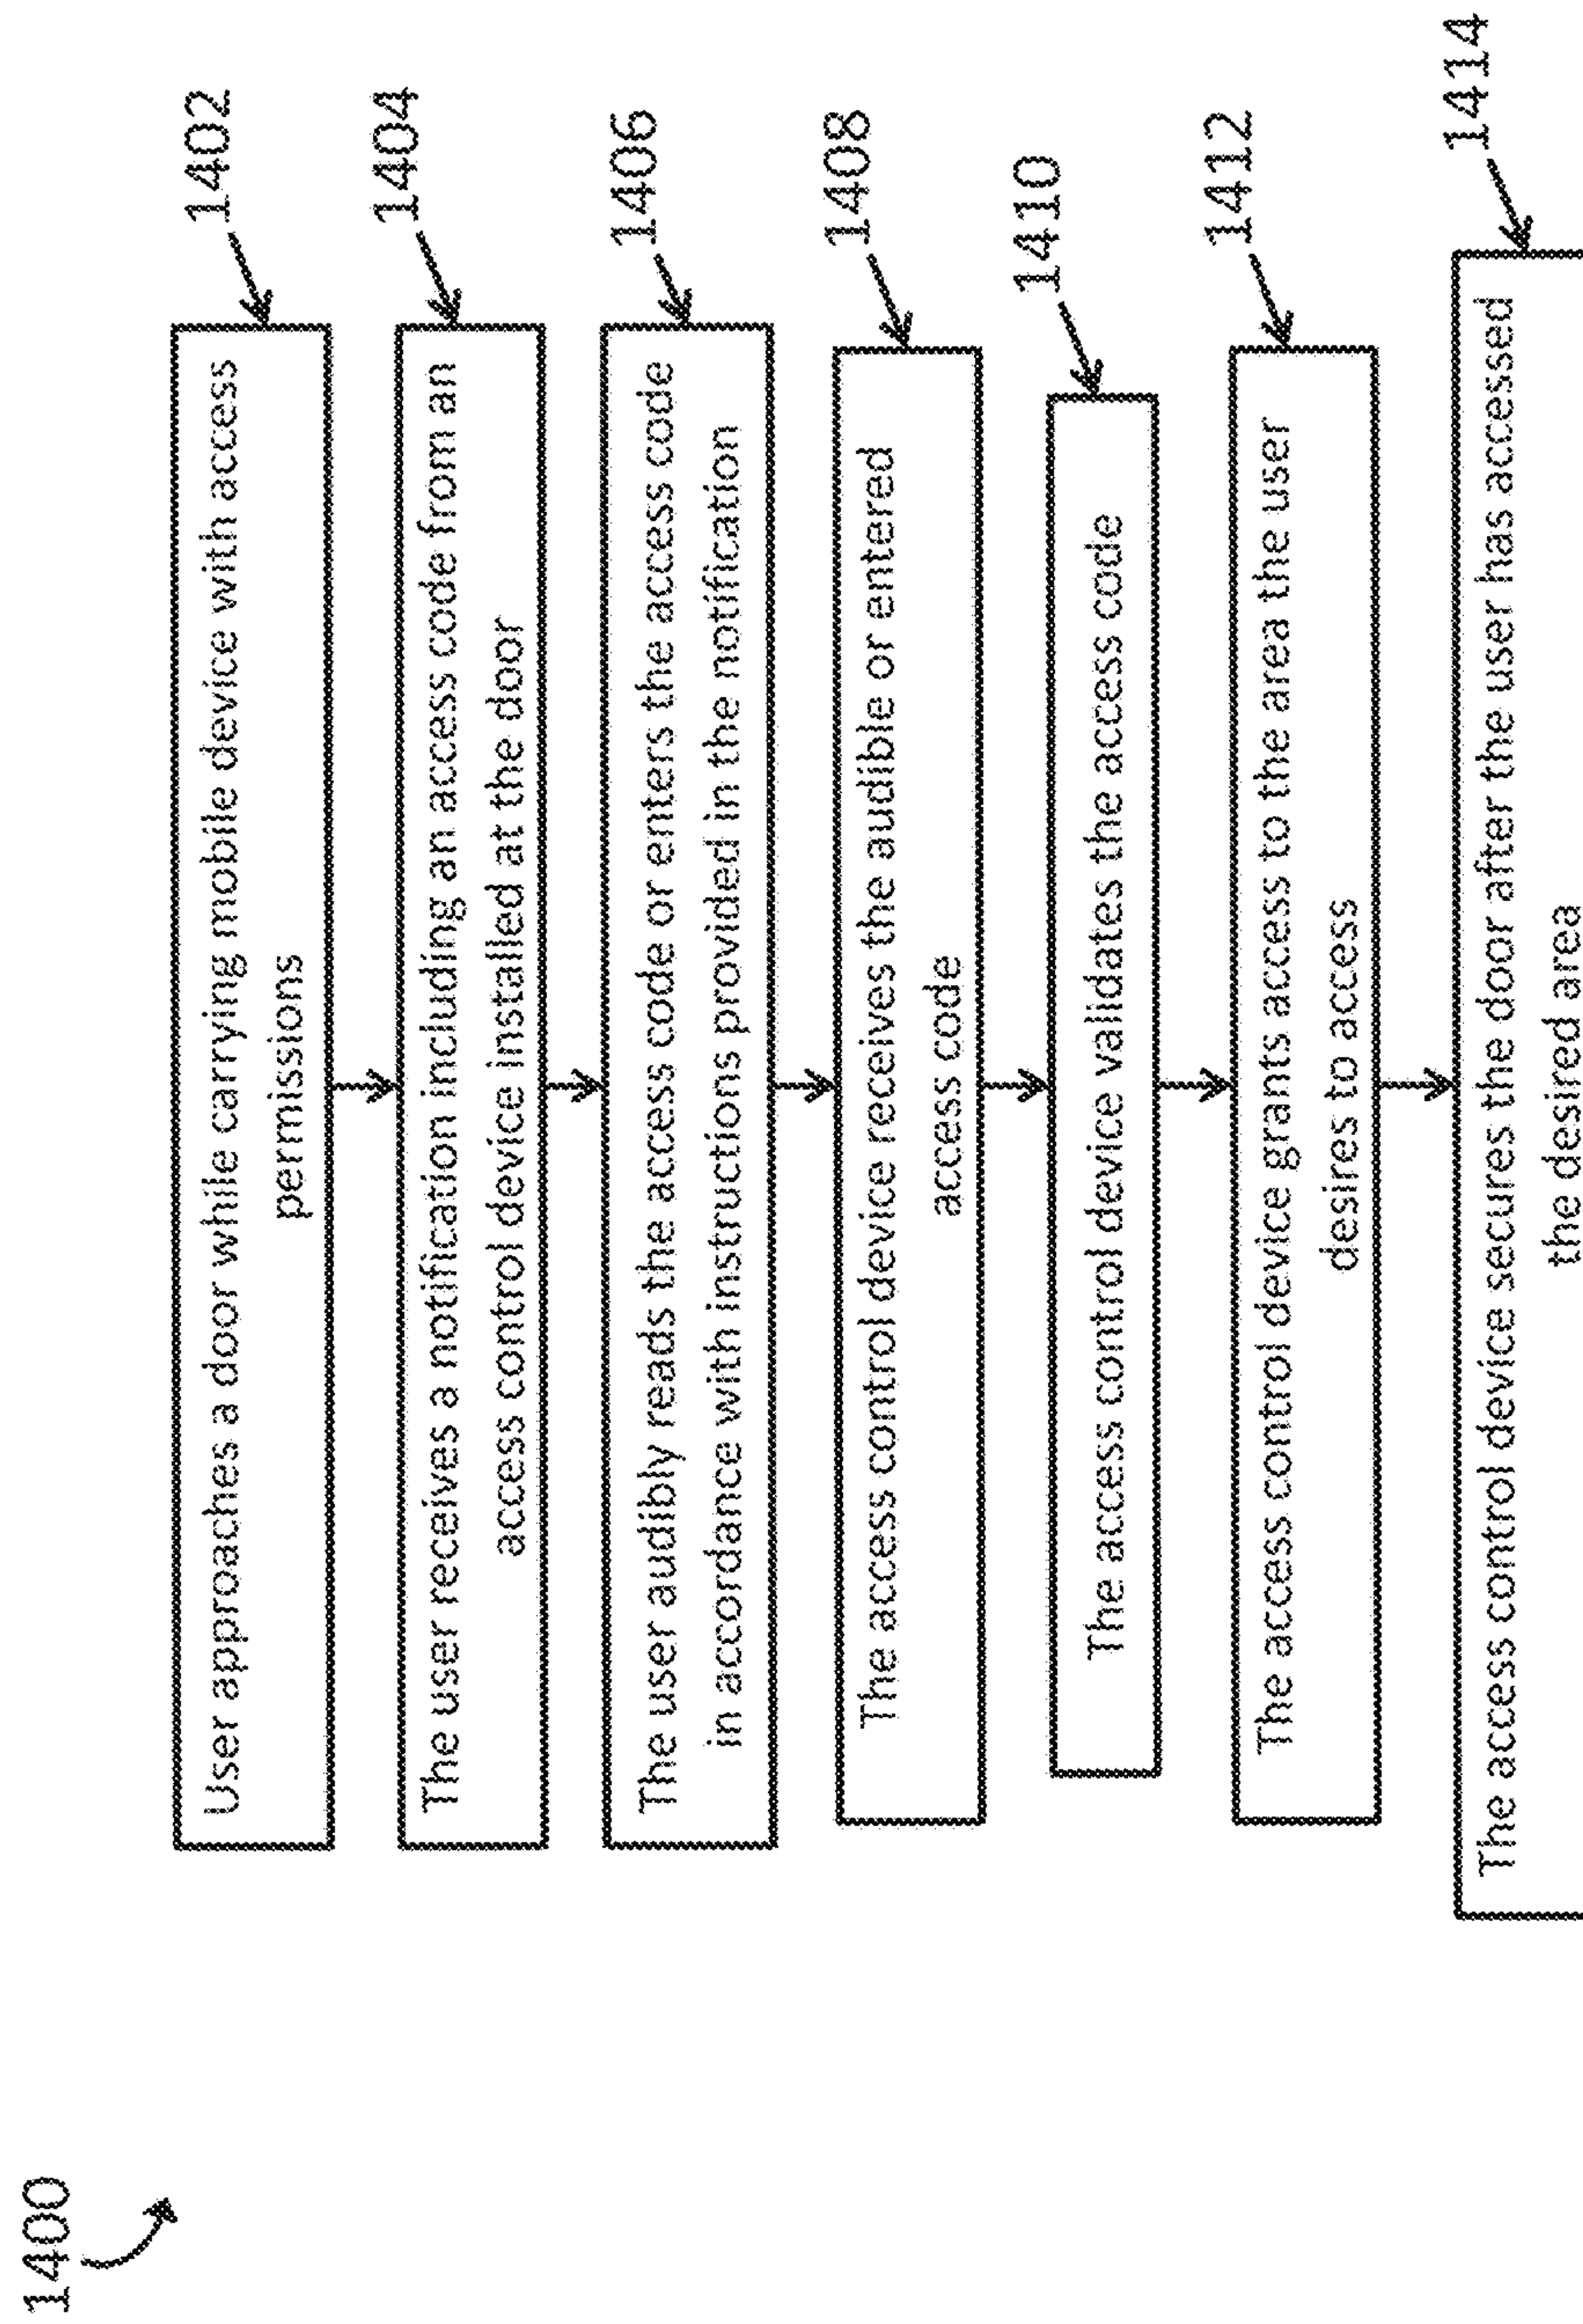 1400
User approaches a door while carrying mobile device with access
permissions
1402
The user receives a notification including an access code from an
access control device installed at the door
1404
The user audibly reads the access code or enters the access code
in accordance with instructions provided in the notification
1406
The access control device receives the audible or entered
access code
1408
The access control device validates the access code
1410
The access control device grants access to the area the user
desires to access
1412
The access control device secures the door after the user has accessed
the desired area
1414